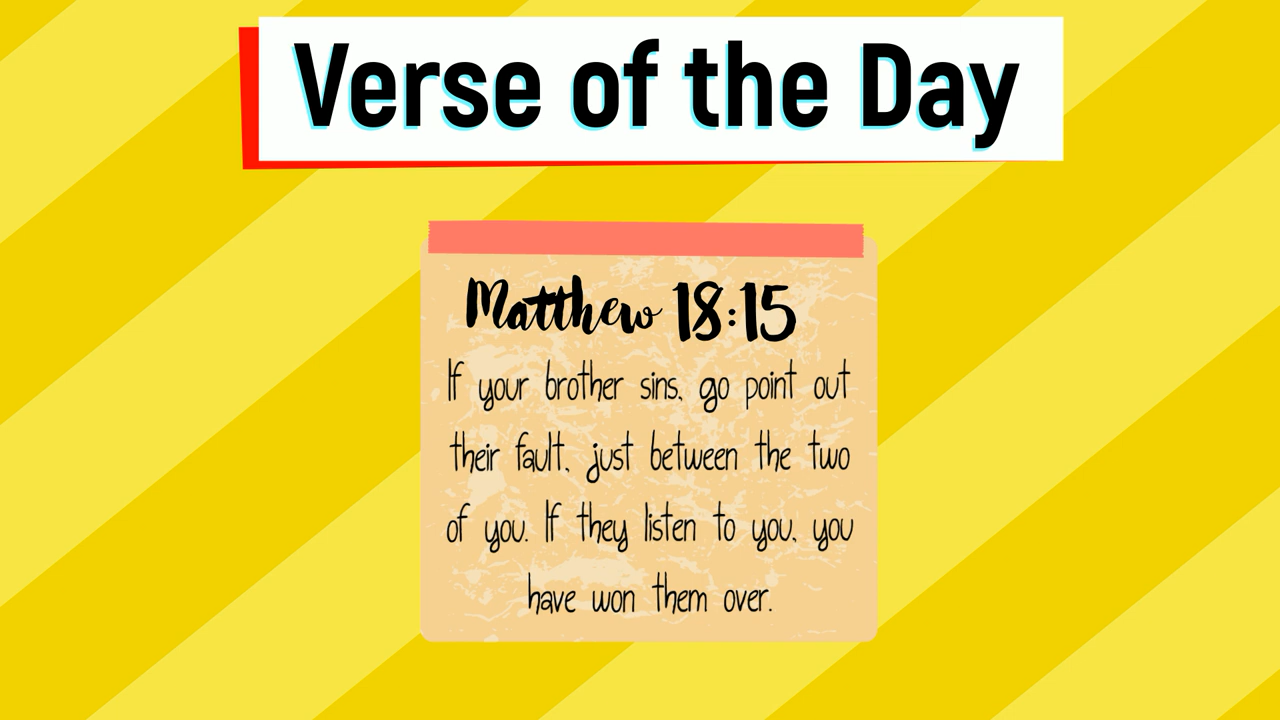 Verse of the Day
Matthew 18:15
If your brother sins, go point out
their fault, just between the two
of you. If they listen to you, you
have won them over.